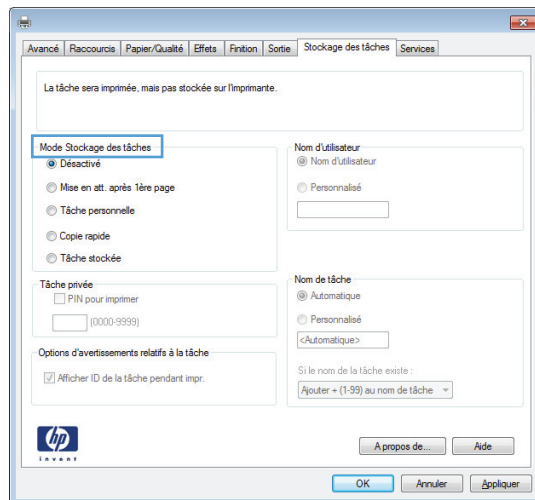 Avancé Raccourcis Papier/Qualité Effets Finition Sortie Stockage des tâches Services
La tâche sera imprimée, mais pas stockée sur l'imprimante.
Mode Stockage des tâches
Désactivé
Mise en att. après 1ère page
Tâche personnelle
Copie rapide
Tâche stockée
Nom d'utilisateur
Nom d'utilisateur
Personnalisé
Tâche privée
PIN pour imprimer
(0000-9999)
Nom de tâche
Automatique
Personnalisé
<Automatique>
Si le nom de la tâche existe :
Ajouter + (1-99) au nom de tâche
Options d'avertissements relatifs à la tâche
Afficher ID de la tâche pendant impr.
hp
invent
A propos de... Aide
OK Annuler Appliquer